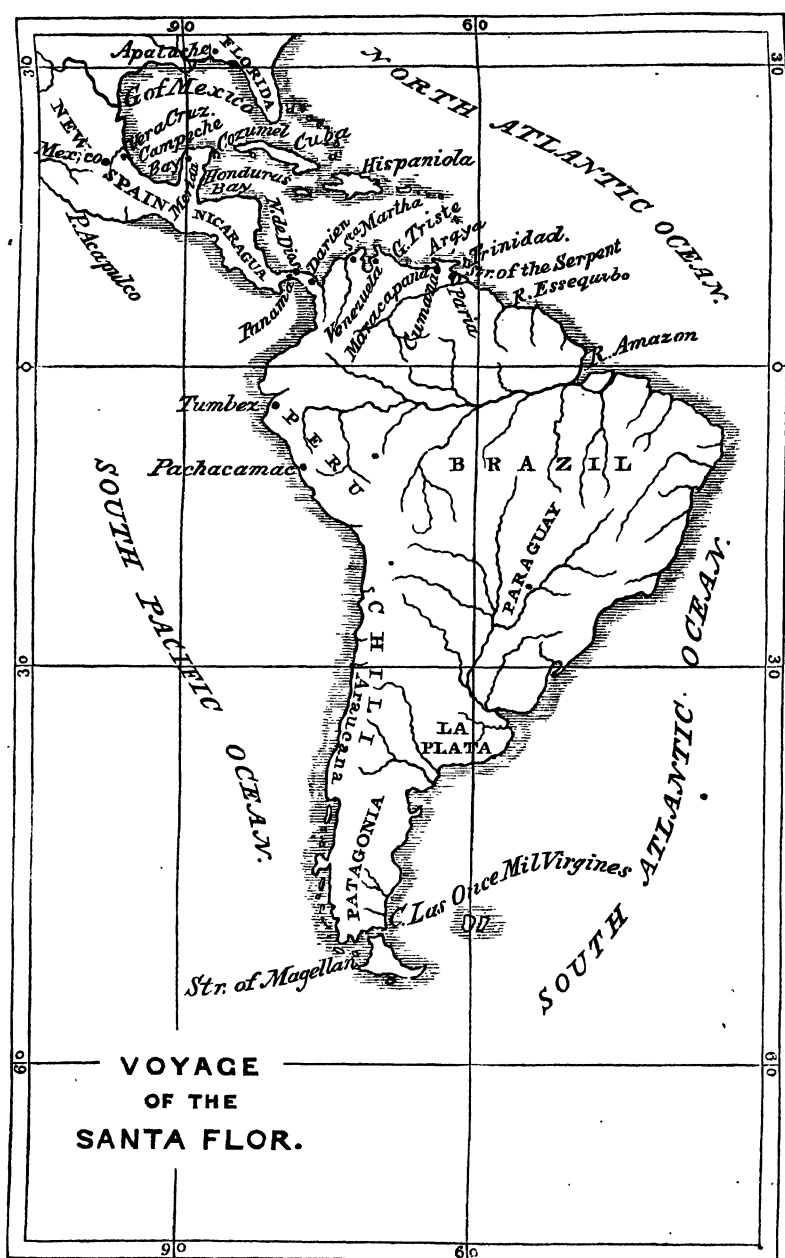 90
60
30
30
Apalache
FLORIDA
NORTH ATLANTIC OCEAN.
G of Mexico
NEW SPAIN
Vera Cruz.
Campeche Bay
Cozumel
Cuba
Mexico
Merida
Honduras Bay
Hispaniola
P. Acapulco
NICARAGUA
N. de Dios
Darien
Sta Martha
G. Triste
Araya
Trinidad.
Str. of the Serpent
R. Essequibo
Panama
Venezuela
Maracapana
Cumana
Paria
0
R. Amazon
0
Tumbez
PERU
Pachacamac
BRAZIL
SOUTH PACIFIC OCEAN.
PARAGUAY
CHILI
30
30
Araucana
LA PLATA
SOUTH ATLANTIC OCEAN.
PATAGONIA
C. Las Once Mil Virgines
Str. of Magellan
60
60
VOYAGE
OF THE
SANTA FLOR.
90
60